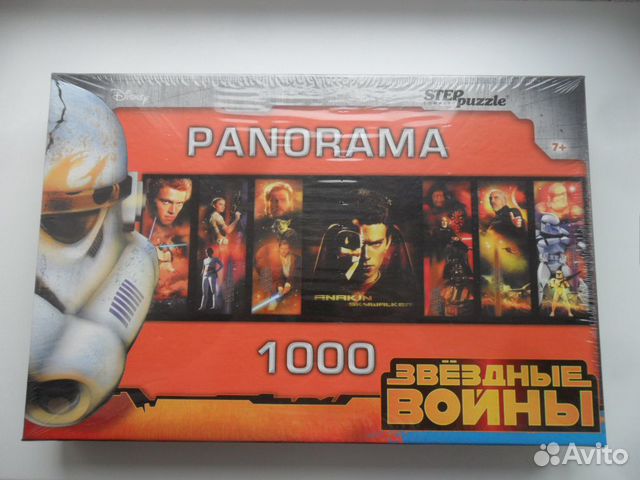 Disney
STEP puzzle
PANORAMA
7+
ANAKIN
SKYWALKER
1000
ЗВЁЗДНЫЕ
ВОЙНЫ
Avito